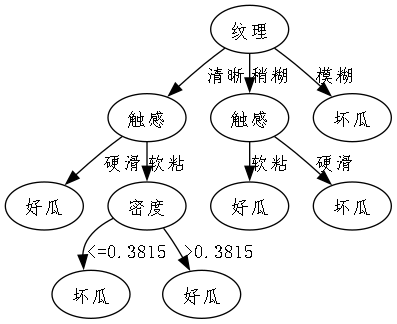 纹理
清晰 稍糊 模糊
触感 触感 坏瓜
硬滑 软粘 软粘 硬滑
好瓜 密度 好瓜 坏瓜
<=0.3815 >0.3815
坏瓜 好瓜